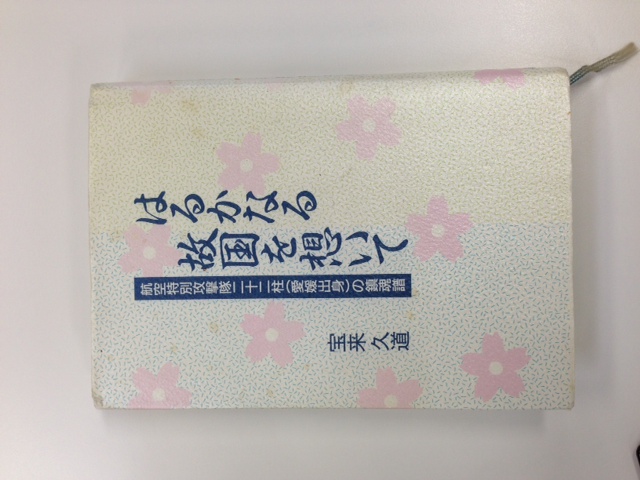 はるかなる
故国を想いて
航空特別攻撃隊二十二柱(愛媛出身)の鎮魂譜
宝来久道